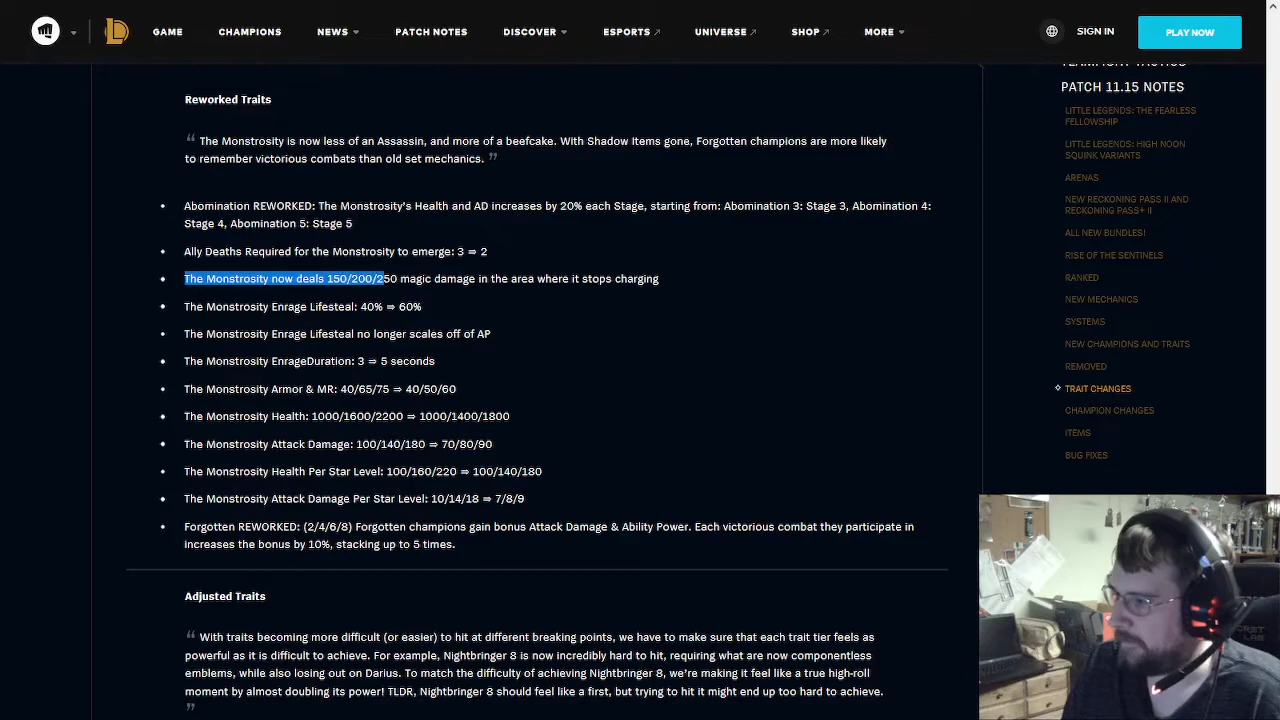 GAME
CHAMPIONS
NEWS
PATCH NOTES
DISCOVER
ESPORTS
UNIVERSE
SHOP
MORE
SIGN IN
PLAY NOW
Reworked Traits
“ The Monstrosity is now less of an Assassin, and more of a beefcake. With Shadow Items gone, Forgotten champions are more likely
to remember victorious combats then old set mechanics. ”
• Abomination REWORKED: The Monstrosity's Health and AD increases by 20% each Stage, starting from: Abomination 3: Stage 3, Abomination 4:
Stage 4, Abomination 5: Stage 5
• Ally Deaths Required for the Monstrosity to emerge: 3 ⇒ 2
• The Monstrosity now deals 150/200/250 magic damage in the area where it stops charging
• The Monstrosity Enrage Lifesteal: 40% ⇒ 60%
• The Monstrosity Enrage Lifesteal no longer scales off of AP
• The Monstrosity EnrageDuration: 3 ⇒ 5 seconds
• The Monstrosity Armor & MR: 40/65/75 ⇒ 40/50/60
• The Monstrosity Health: 1000/1600/2200 ⇒ 1000/1400/1800
• The Monstrosity Attack Damage: 100/140/180 ⇒ 70/80/90
• The Monstrosity Health Per Star Level: 100/160/220 ⇒ 100/140/180
• The Monstrosity Attack Damage Per Star Level: 10/14/18 ⇒ 7/8/9
• Forgotten REWORKED: (2/4/6/8) Forgotten champions gain bonus Attack Damage & Ability Power. Each victorious combat they participate in
increases the bonus by 10%, stacking up to 5 times.
Adjusted Traits
“ With traits becoming more difficult (or easier) to hit at different breaking points, we have to make sure that each trait tier feels as
powerful as it is difficult to achieve. For example, Nightbringer 8 is now incredibly hard to hit, requiring what are now componentless
emblems, while also losing out on Darius. To match the difficulty of achieving Nightbringer 8, we're making it feel like a true high-roll
moment by almost doubling its power! TLDR, Nightbringer 8 should feel like a first, but trying to hit it might end up too hard to achieve.
”
TEAMFIGHT TACTICS
PATCH 11.15 NOTES
LITTLE LEGENDS: THE FEARLESS
FELLOWSHIP
LITTLE LEGENDS: HIGH NOON
SQUINK VARIANTS
ARENAS
NEW RECKONING PASS II AND
RECKONING PASS+ II
ALL NEW BUNDLES!
RISE OF THE SENTINELS
RANKED
NEW MECHANICS
SYSTEMS
NEW CHAMPIONS AND TRAITS
REMOVED
TRAIT CHANGES
CHAMPION CHANGES
ITEMS
BUG FIXES